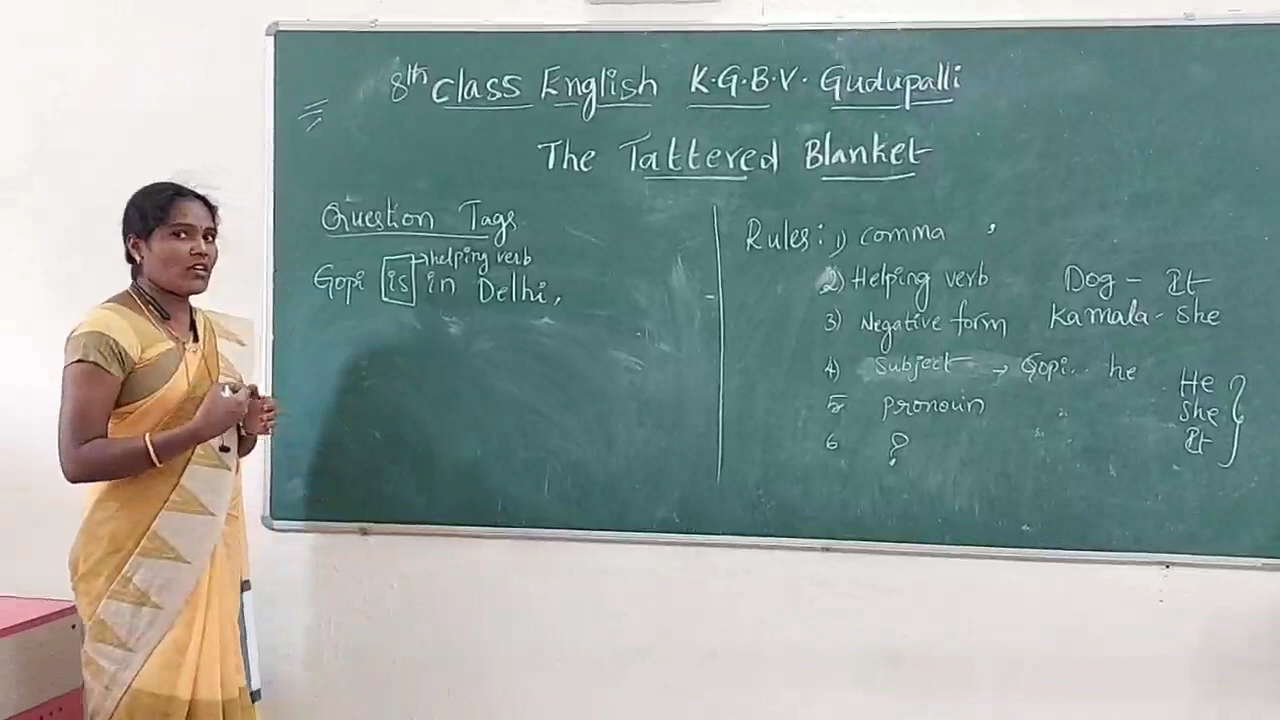 8th Class English K.G.B.V. Gudupalli
The Tattered Blanket
Question Tags
helping verb
Gopi is in Delhi,
Rules: 1) comma ,
2) Helping verb Dog - It
3) Negative form Kamala - She
4) Subject → Gopi.. he
He
5 pronoun
She
6 ?
It